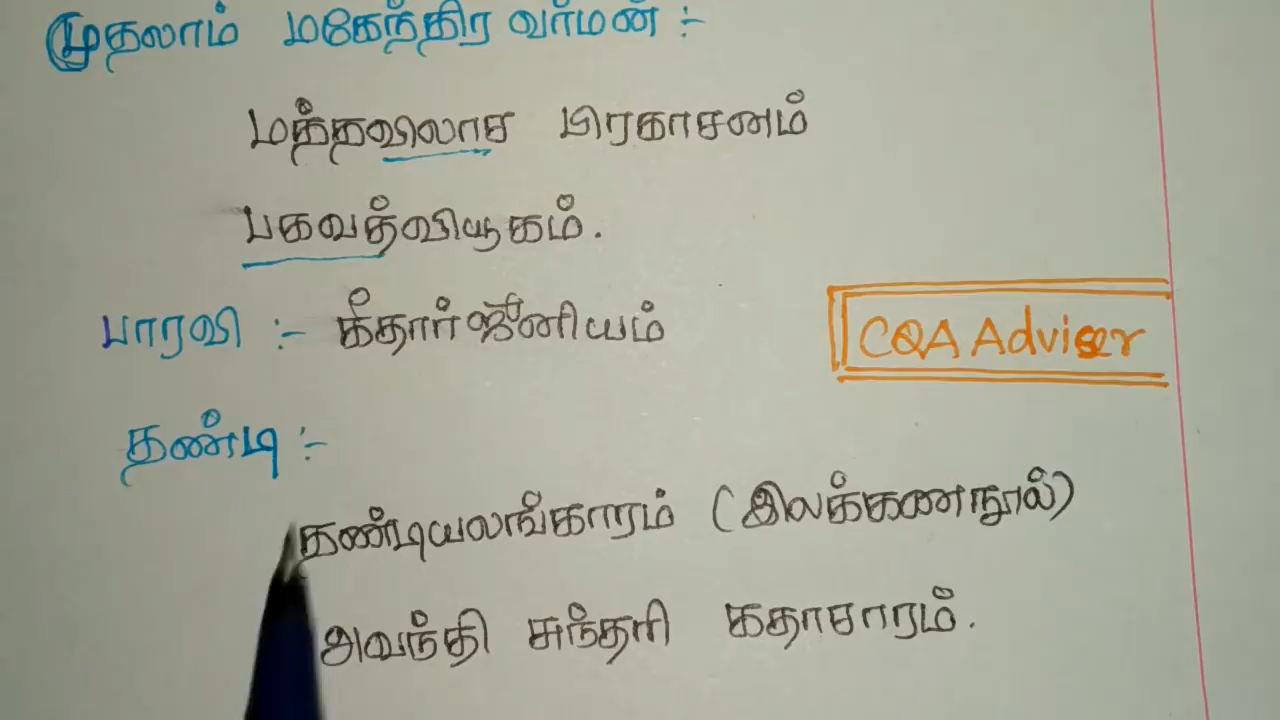 முதலாம் மகேந்திர வர்மன் :-
மத்தவிலாச பிரகாசனம்
பகவத்வியூகம்.
பாரவி :- கீதார்ஜுனியம்
CQA Adviser
தண்டி :-
தண்டியலங்காரம் (இலக்கணநூல்)
அவந்தி சுந்தரி கதாசாரம்.